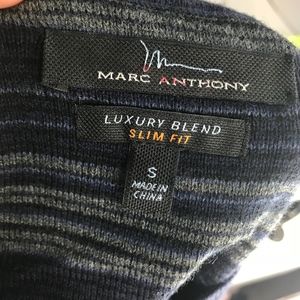 MARC ANTHONY
LUXURY BLEND
SLIM FIT
S
MADE IN
CHINA